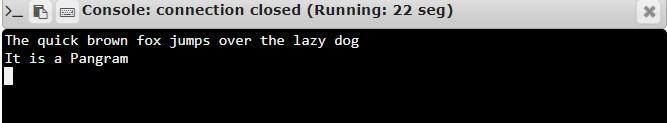 >_ Console: connection closed (Running: 22 seg)
The quick brown fox jumps over the lazy dog
It is a Pangram